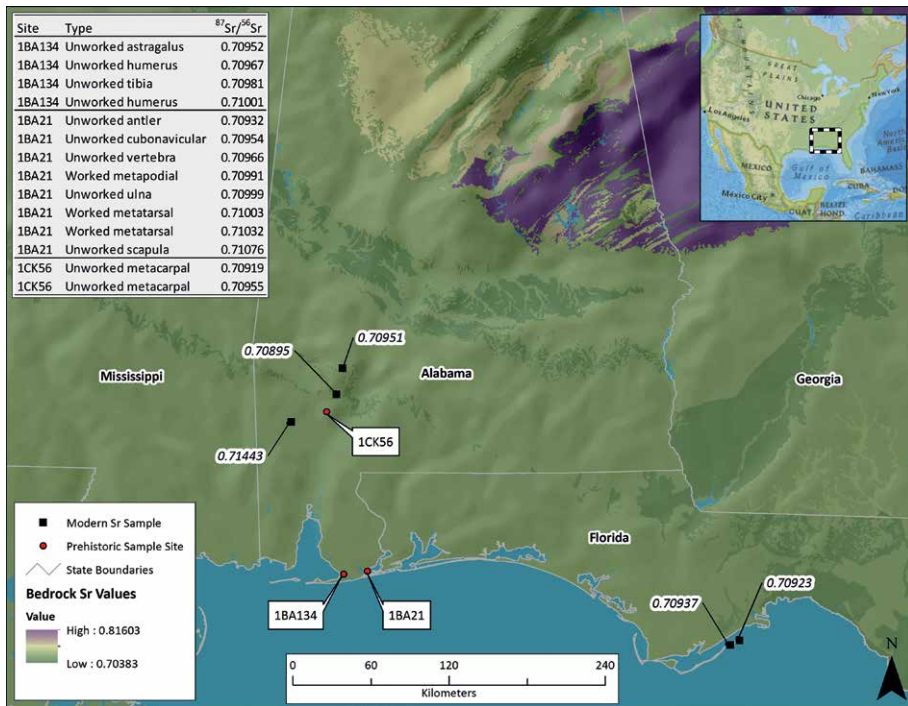 Site Type ⁸⁷Sr/⁵⁶Sr
1BA134 Unworked astragalus 0.70952
1BA134 Unworked humerus 0.70967
1BA134 Unworked tibia 0.70981
1BA134 Unworked humerus 0.71001
1BA21 Unworked antler 0.70932
1BA21 Unworked cubonavicular 0.70954
1BA21 Unworked vertebra 0.70966
1BA21 Worked metapodial 0.70991
1BA21 Unworked ulna 0.70999
1BA21 Worked metatarsal 0.71003
1BA21 Worked metatarsal 0.71032
1BA21 Unworked scapula 0.71076
1CK56 Unworked metacarpal 0.70919
1CK56 Unworked metacarpal 0.70955
GREAT
PLAINS
Chicago
New York
UNITED
STATES
Los Angeles
North
BAHAMAS
Gulf of
Mexico
MEXICO
CUBA
Mexico City
BELIZE
GUAT.
HOND.
Caribbean
0.70951
0.70895
Mississippi
Alabama
Georgia
1CK56
0.71443
Florida
0.70923
0.70937
1BA134
1BA21
Modern Sr Sample
Prehistoric Sample Site
State Boundaries
Bedrock Sr Values
Value
High : 0.81603
Low : 0.70383
0 60 120 240
Kilometers
N